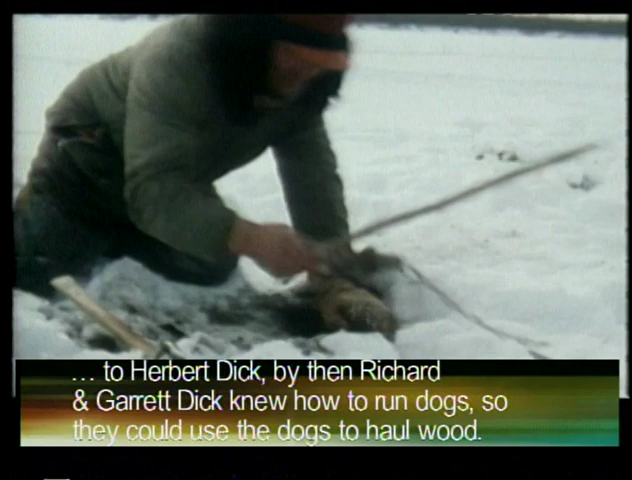 ... to Herbert Dick, by then Richard
& Garrett Dick knew how to run dogs, so
they could use the dogs to haul wood.